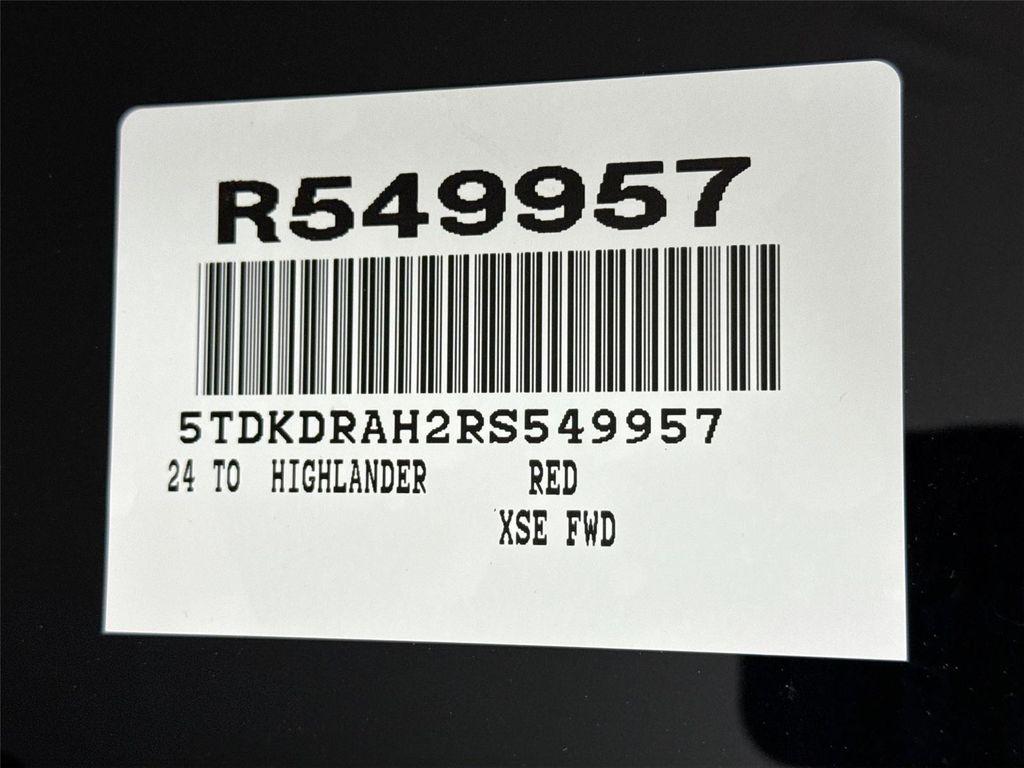 R549957
5TDKDRAH2RS549957
24 TO HIGHLANDER RED
XSE FWD